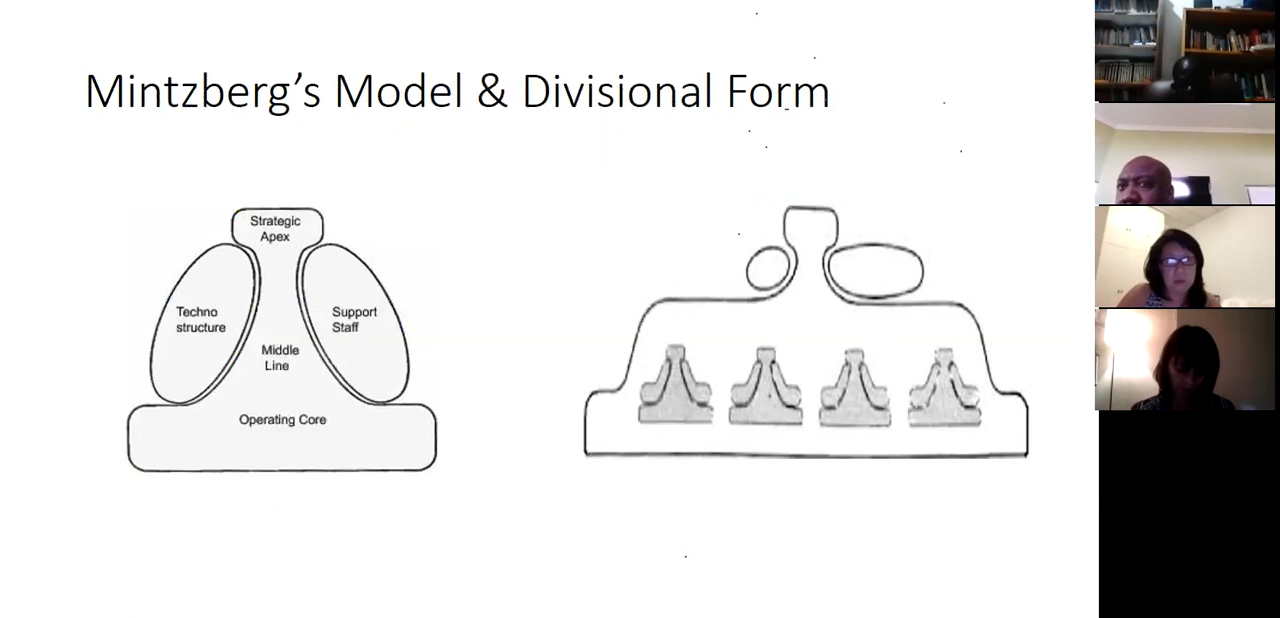 Mintzberg’s Model & Divisional Form
Strategic
Apex
Techno
structure
Support
Staff
Middle
Line
Operating Core